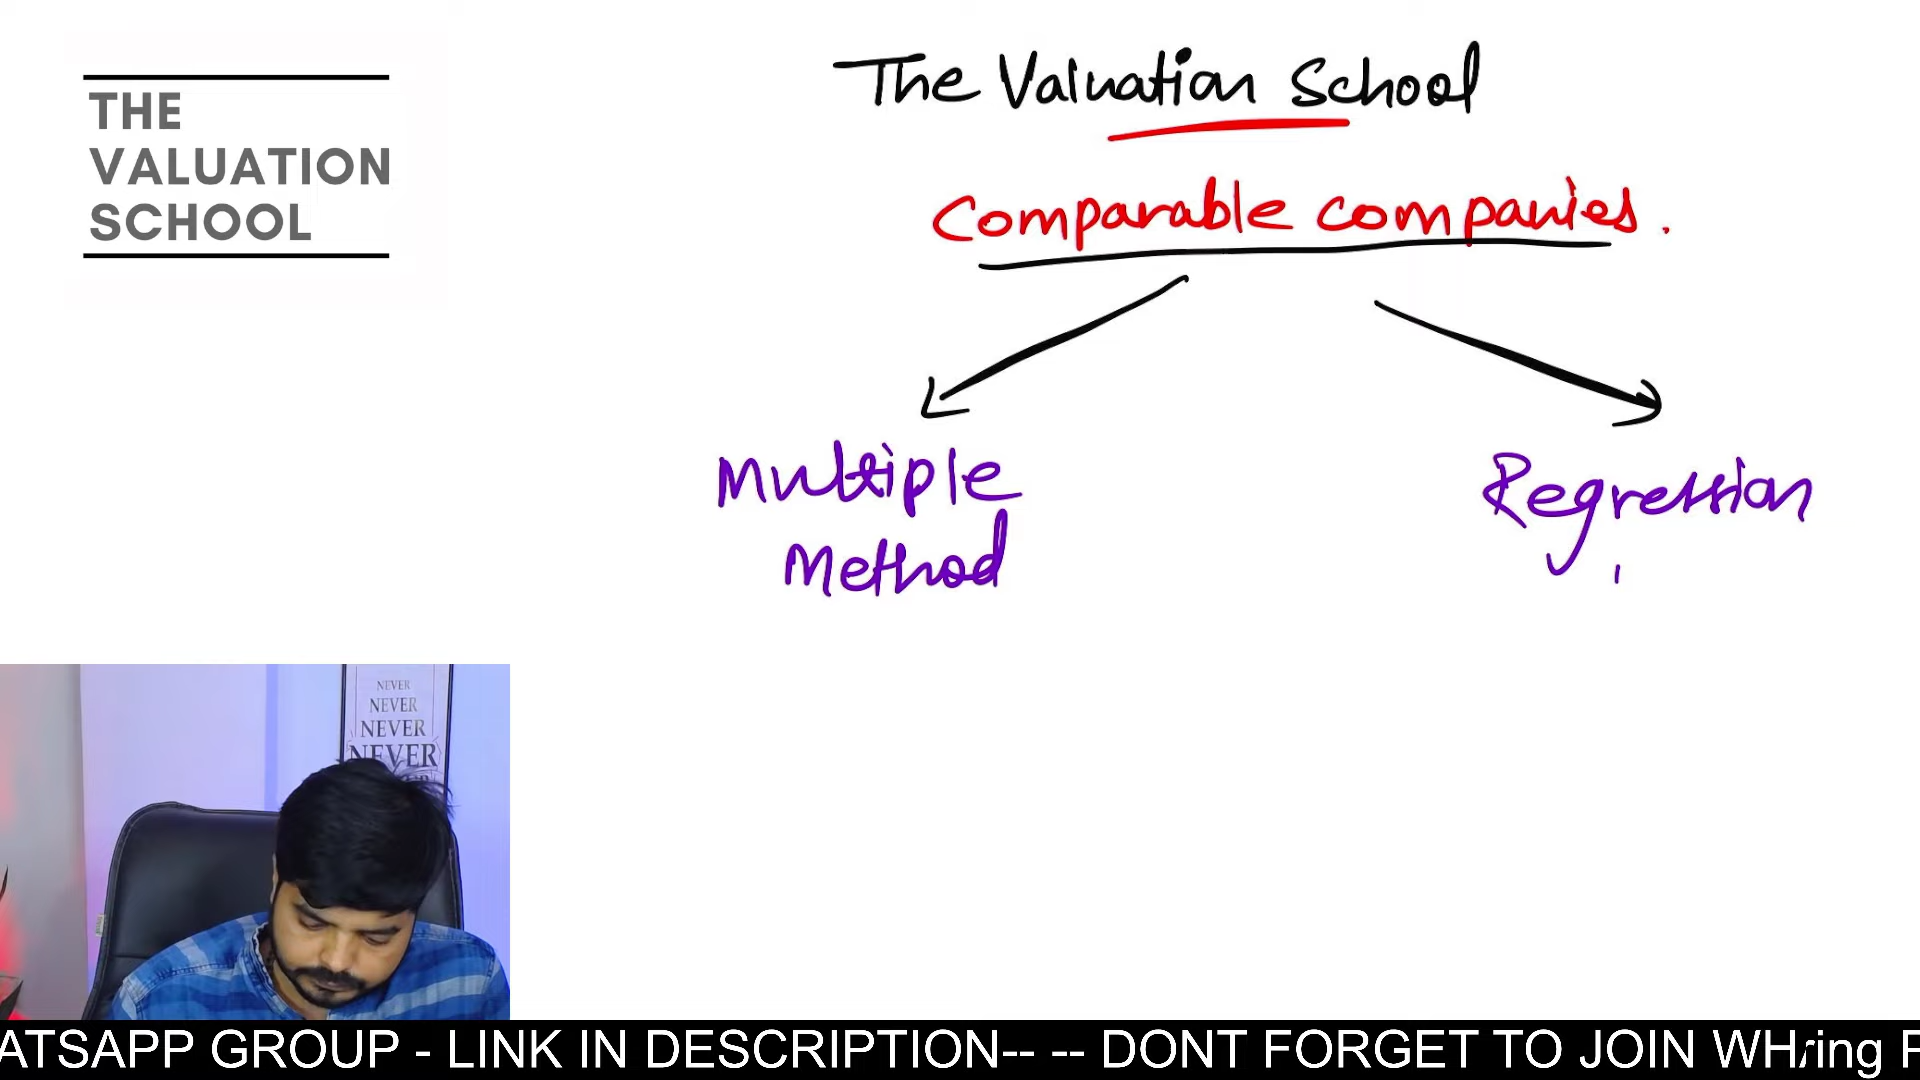 THE
VALUATION
SCHOOL
The Valuation School
Comparable companies.
Multiple
Method
Regression
NEVER
NEVER
NEVER
NEVER
ATSAPP GROUP - LINK IN DESCRIPTION-- -- DONT FORGET TO JOIN WH
ring